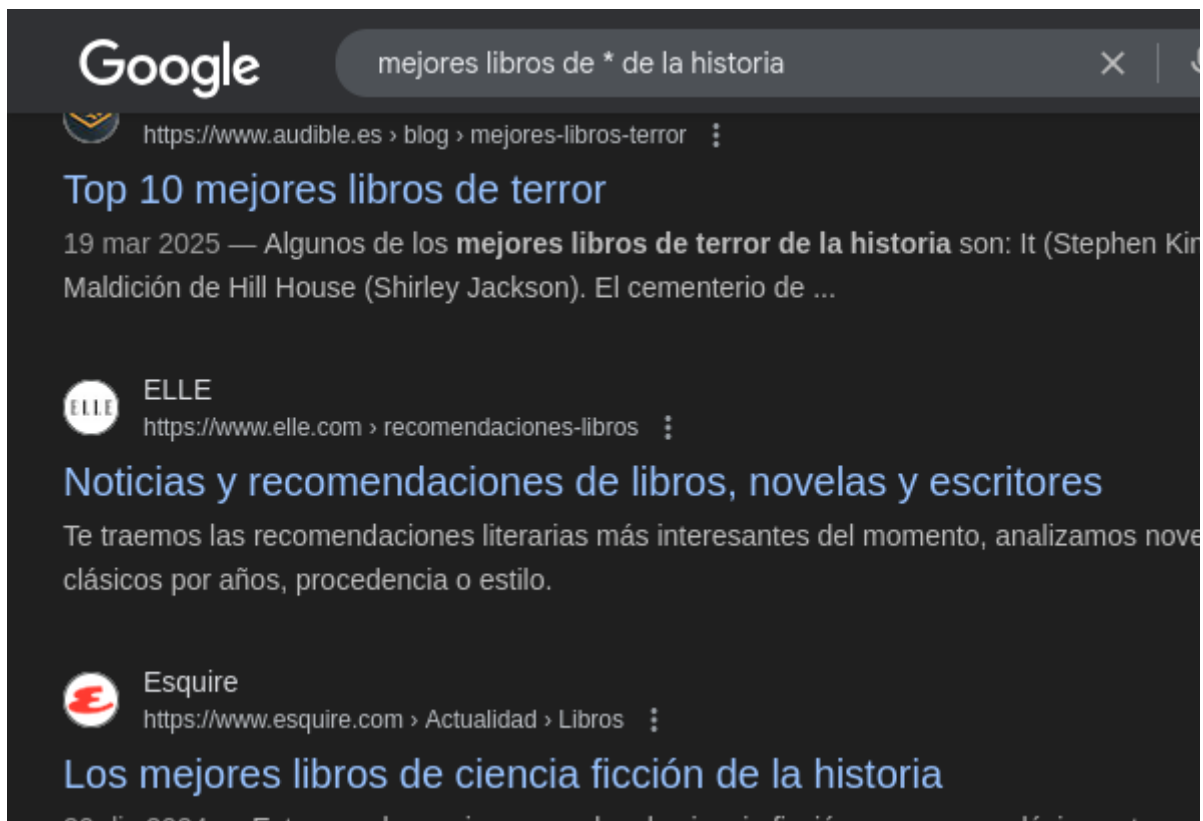 Google
mejores libros de * de la historia
https://www.audible.es › blog › mejores-libros-terror
Top 10 mejores libros de terror
19 mar 2025 — Algunos de los mejores libros de terror de la historia son: It (Stephen
Maldición de Hill House (Shirley Jackson). El cementerio de ...
ELLE
ELLE
https://www.elle.com › recomendaciones-libros
Noticias y recomendaciones de libros, novelas y escritores
Te traemos las recomendaciones literarias más interesantes del momento, analizamos
clásicos por años, procedencia o estilo.
Esquire
https://www.esquire.com › Actualidad › Libros
Los mejores libros de ciencia ficción de la historia